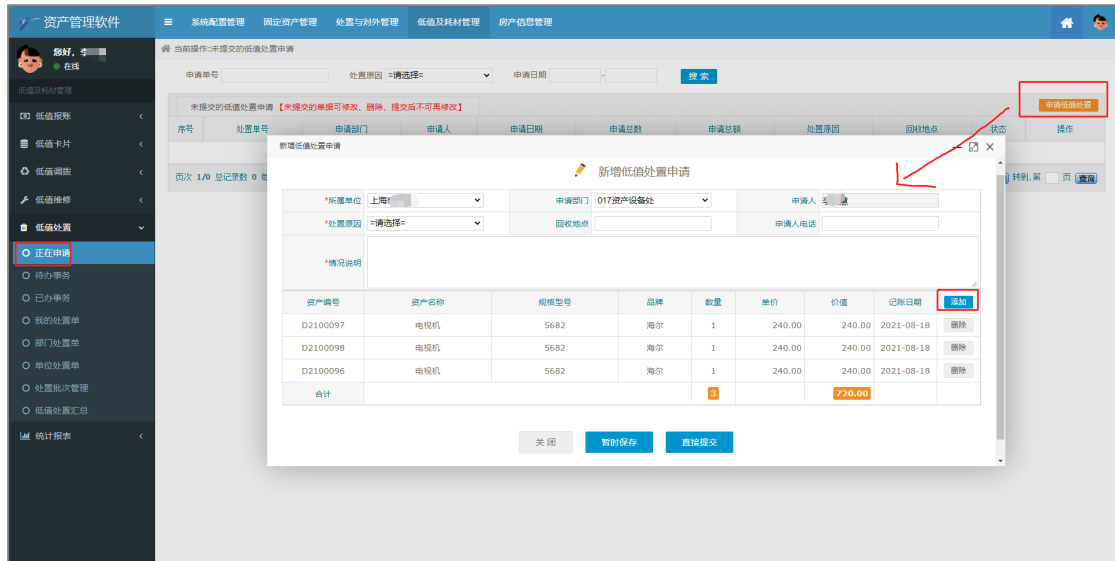 资产管理软件
系统配置管理 固定资产管理 处置与对外管理 低值及耗材管理 房产信息管理
您好，李
在线
低值及耗材管理
低值报账
低值卡片
低值调拨
低值维修
低值处置
正在申请
待办事务
已办事务
我的处置单
部门处置单
单位处置单
处置批次管理
低值处置汇总
统计报表
当前操作::未提交的低值处置申请
申请单号 处置原因 =请选择= 申请日期 - 搜 索
未提交的低值处置申请【未提交的单据可修改、删除，提交后不可再修改】 申请低值处置
序号 处置单号 申请部门 申请人 申请日期 申请总数 申请总额 处置原因 回收地点 状态 操作
页次 1/0 总记录数 0 转到,第 页 查询
新增低值处置申请
新增低值处置申请
*所属单位 上海 申请部门 017资产设备处 申请人
*处置原因 =请选择= 回收地点 申请人电话
*情况说明
资产编号 资产名称 规格型号 品牌 数量 单价 价值 记账日期 添加
D2100097 电视机 5682 海尔 1 240.00 240.00 2021-08-18 删除
D2100098 电视机 5682 海尔 1 240.00 240.00 2021-08-18 删除
D2100096 电视机 5682 海尔 1 240.00 240.00 2021-08-18 删除
合计 3 720.00
关 闭 暂时保存 直接提交